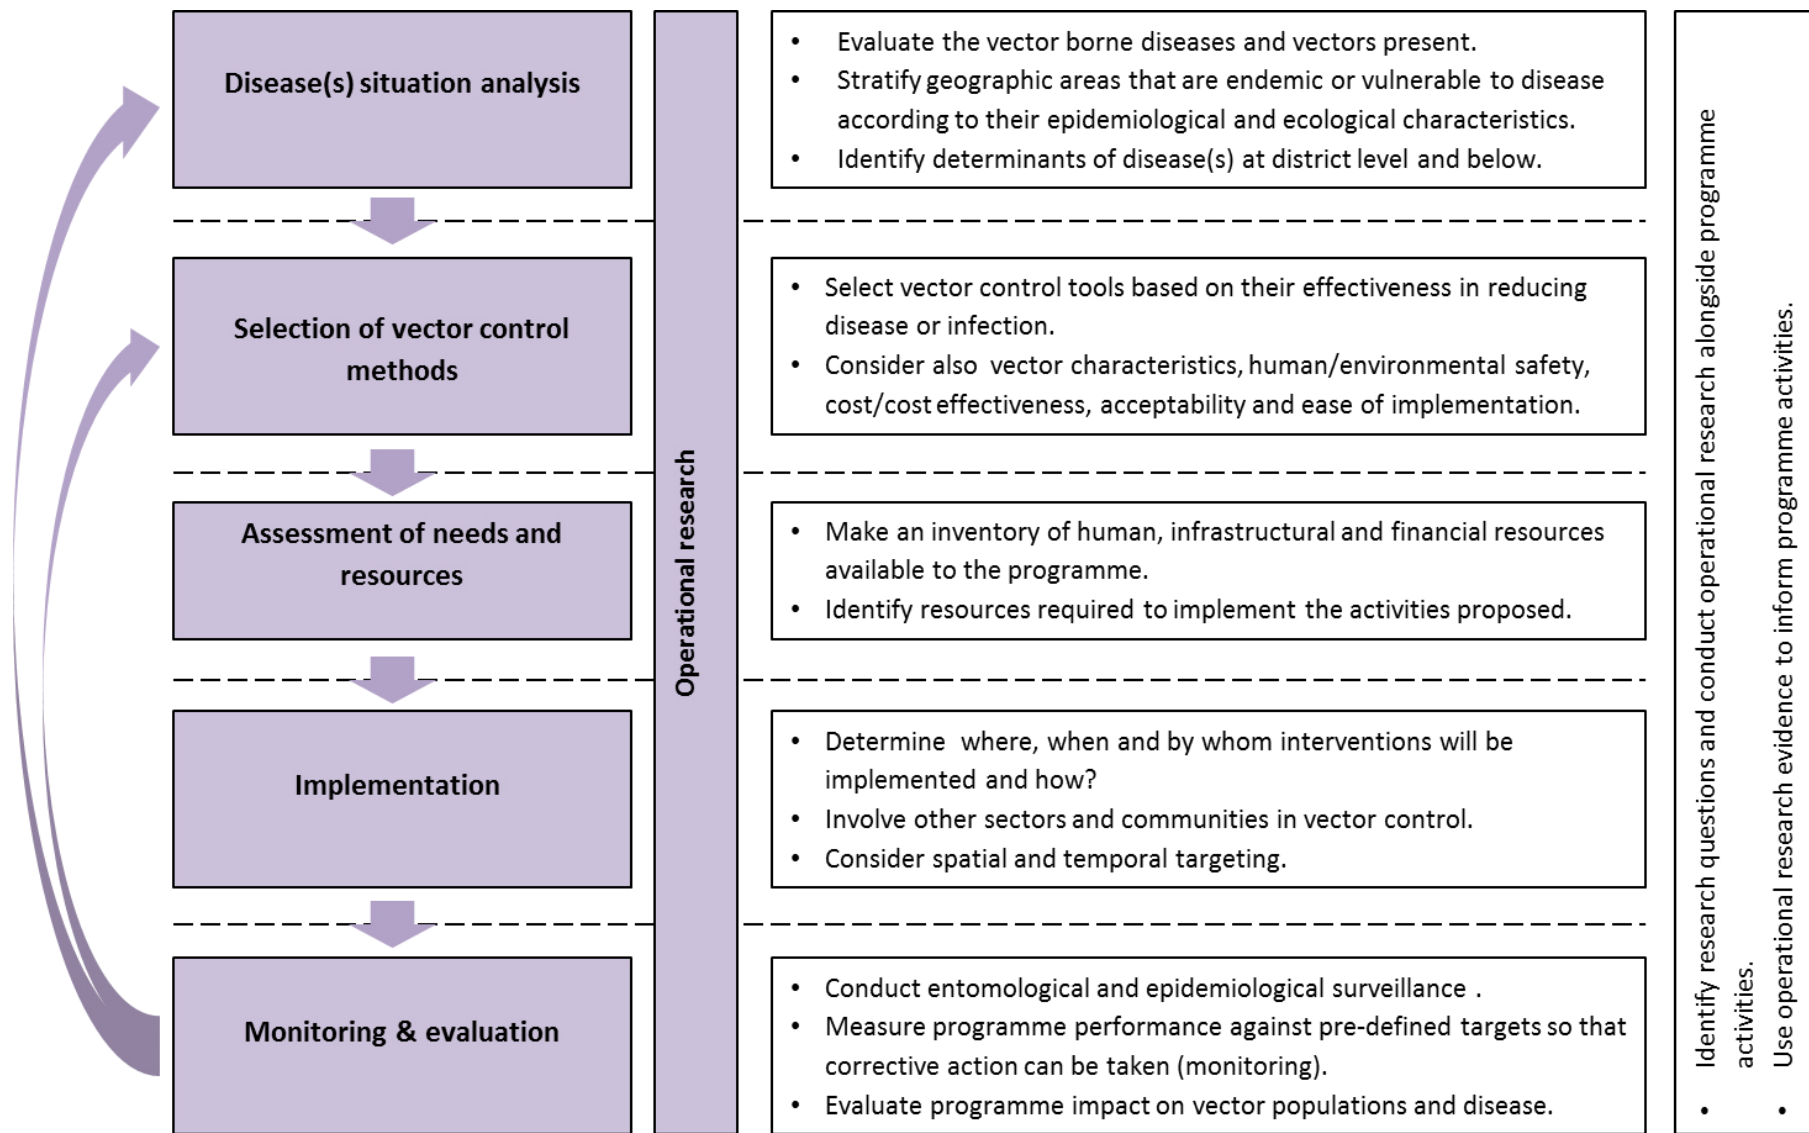 Disease(s) situation analysis
• Evaluate the vector borne diseases and vectors present.
• Stratify geographic areas that are endemic or vulnerable to disease
according to their epidemiological and ecological characteristics.
• Identify determinants of disease(s) at district level and below.
Selection of vector control
methods
• Select vector control tools based on their effectiveness in reducing
disease or infection.
• Consider also vector characteristics, human/environmental safety,
cost/cost effectiveness, acceptability and ease of implementation.
Assessment of needs and
resources
• Make an inventory of human, infrastructural and financial resources
available to the programme.
• Identify resources required to implement the activities proposed.
Implementation
• Determine where, when and by whom interventions will be
implemented and how?
• Involve other sectors and communities in vector control.
• Consider spatial and temporal targeting.
Monitoring & evaluation
• Conduct entomological and epidemiological surveillance .
• Measure programme performance against pre-defined targets so that
corrective action can be taken (monitoring).
• Evaluate programme impact on vector populations and disease.
Operational research
• Identify research questions and conduct operational research alongside programme
activities.
• Use operational research evidence to inform programme activities.